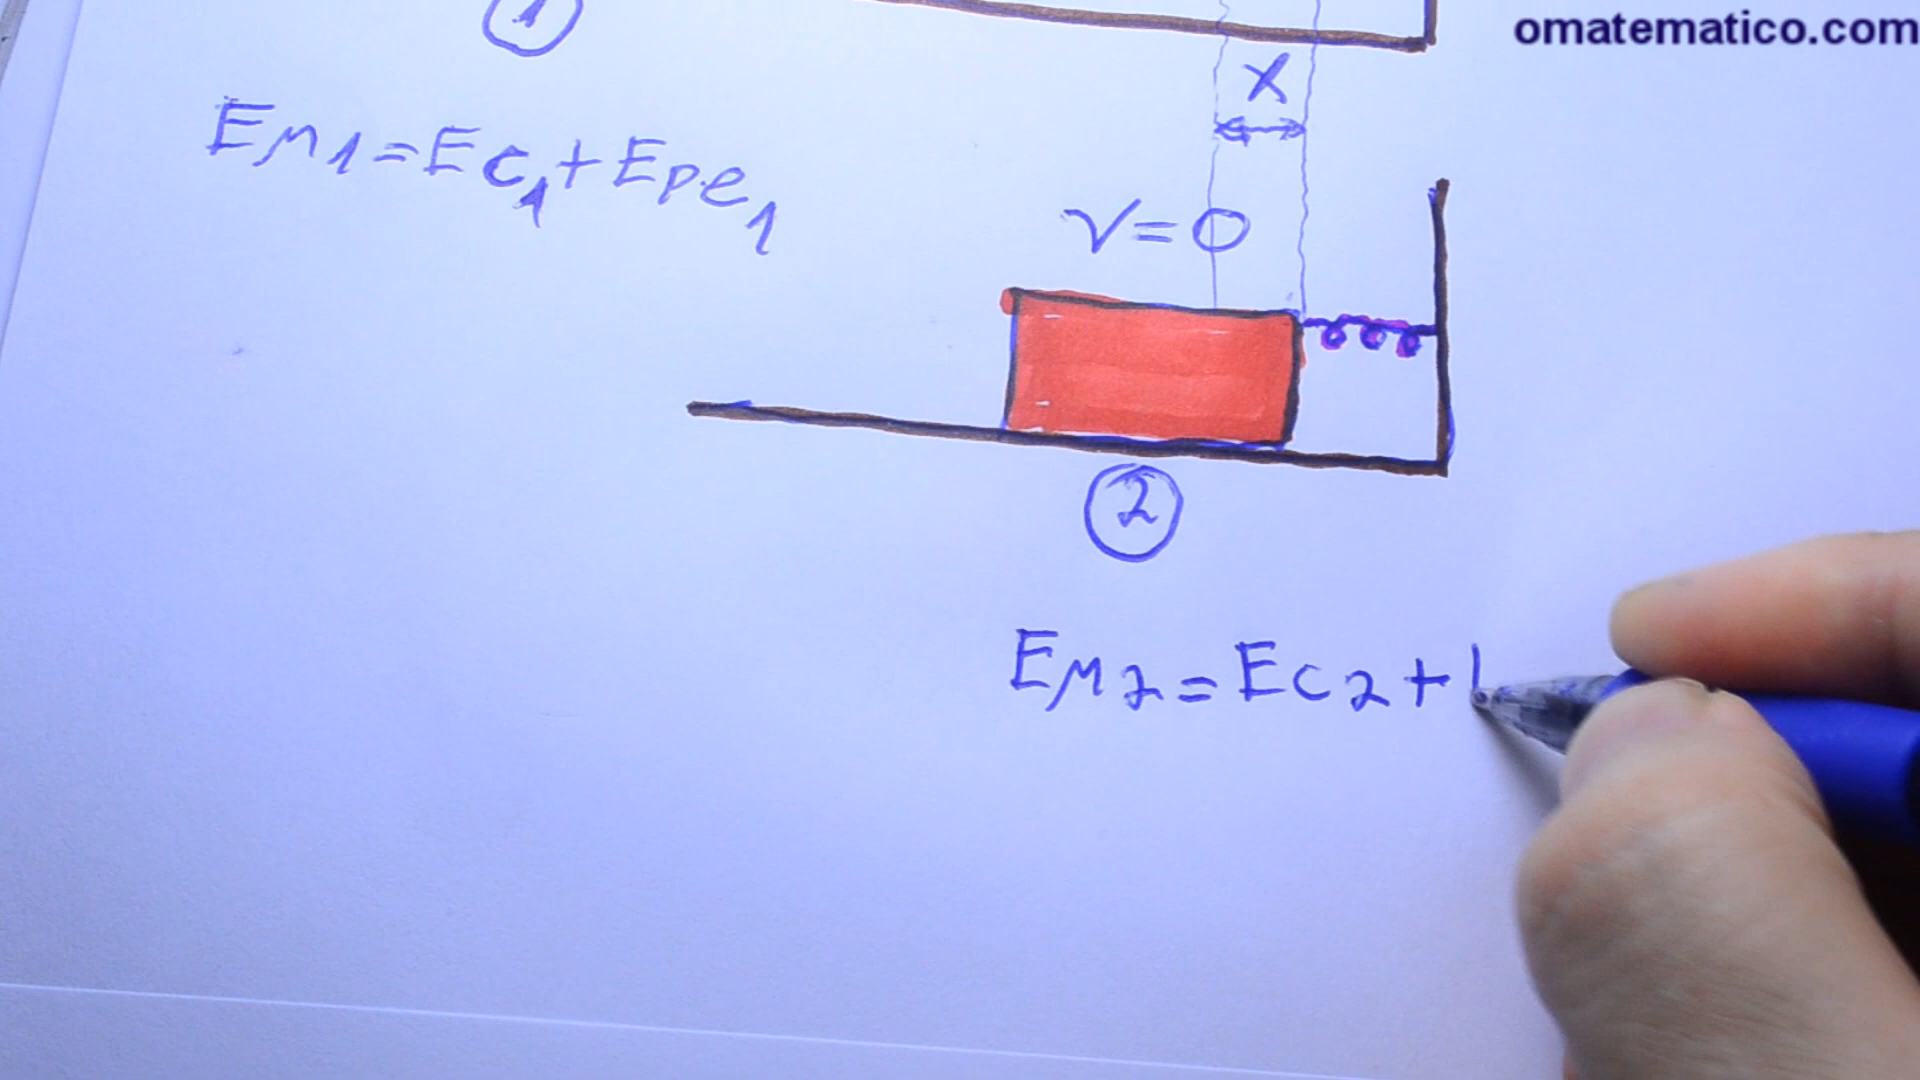 omatematico.com
1
X
EM1=EC1+Epe1
V=0
2
EM2=EC2+